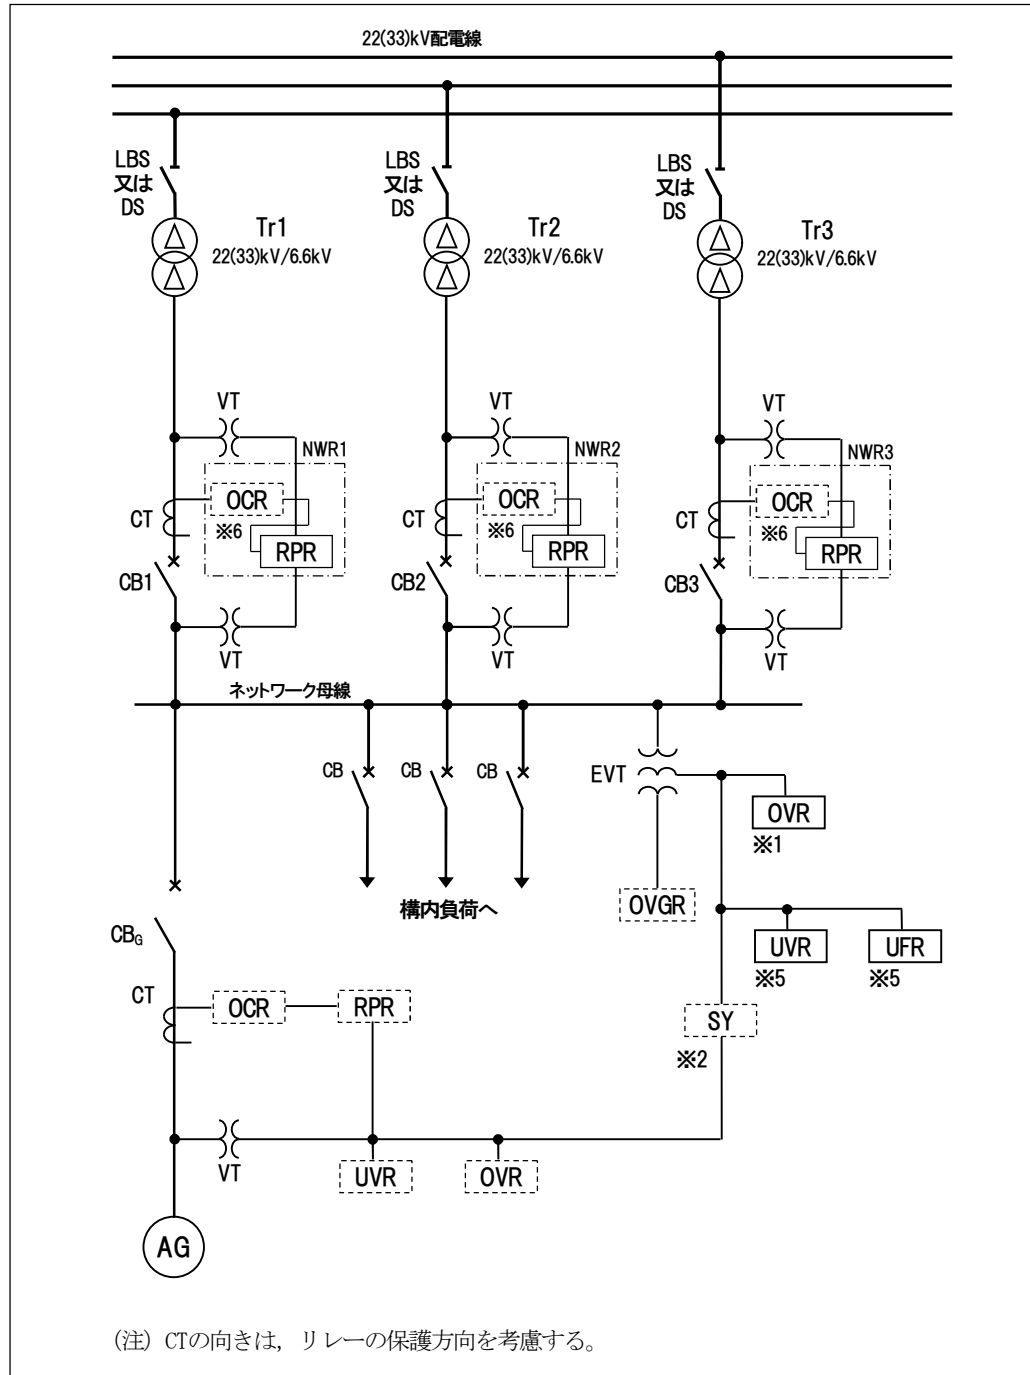 22(33)kV配電線
LBS
又は
DS
LBS
又は
DS
LBS
又は
DS
Tr1
22(33)kV/6.6kV
Tr2
22(33)kV/6.6kV
Tr3
22(33)kV/6.6kV
VT
VT
VT
NWR1
NWR2
NWR3
OCR
OCR
OCR
CT
※6
CT
※6
CT
※6
RPR
RPR
RPR
CB1
CB2
CB3
VT
VT
VT
ネットワーク母線
CB
CB
CB
EVT
OVR
※1
構内負荷へ
OVGR
CBG
UVR
UFR
※5
※5
CT
OCR
RPR
SY
※2
VT
UVR
OVR
AG
(注) CTの向きは，リレーの保護方向を考慮する。